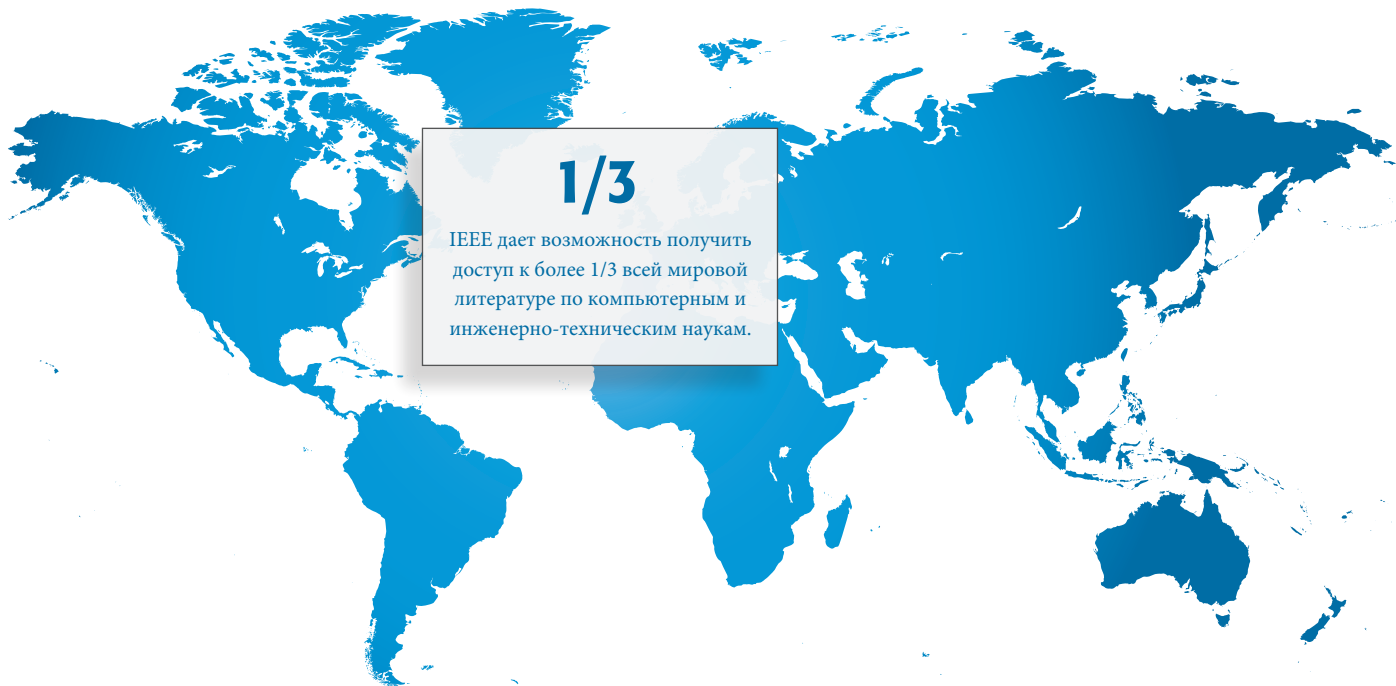 1/3
IEEE дает возможность получить
доступ к более 1/3 всей мировой
литературе по компьютерным и
инженерно-техническим наукам.